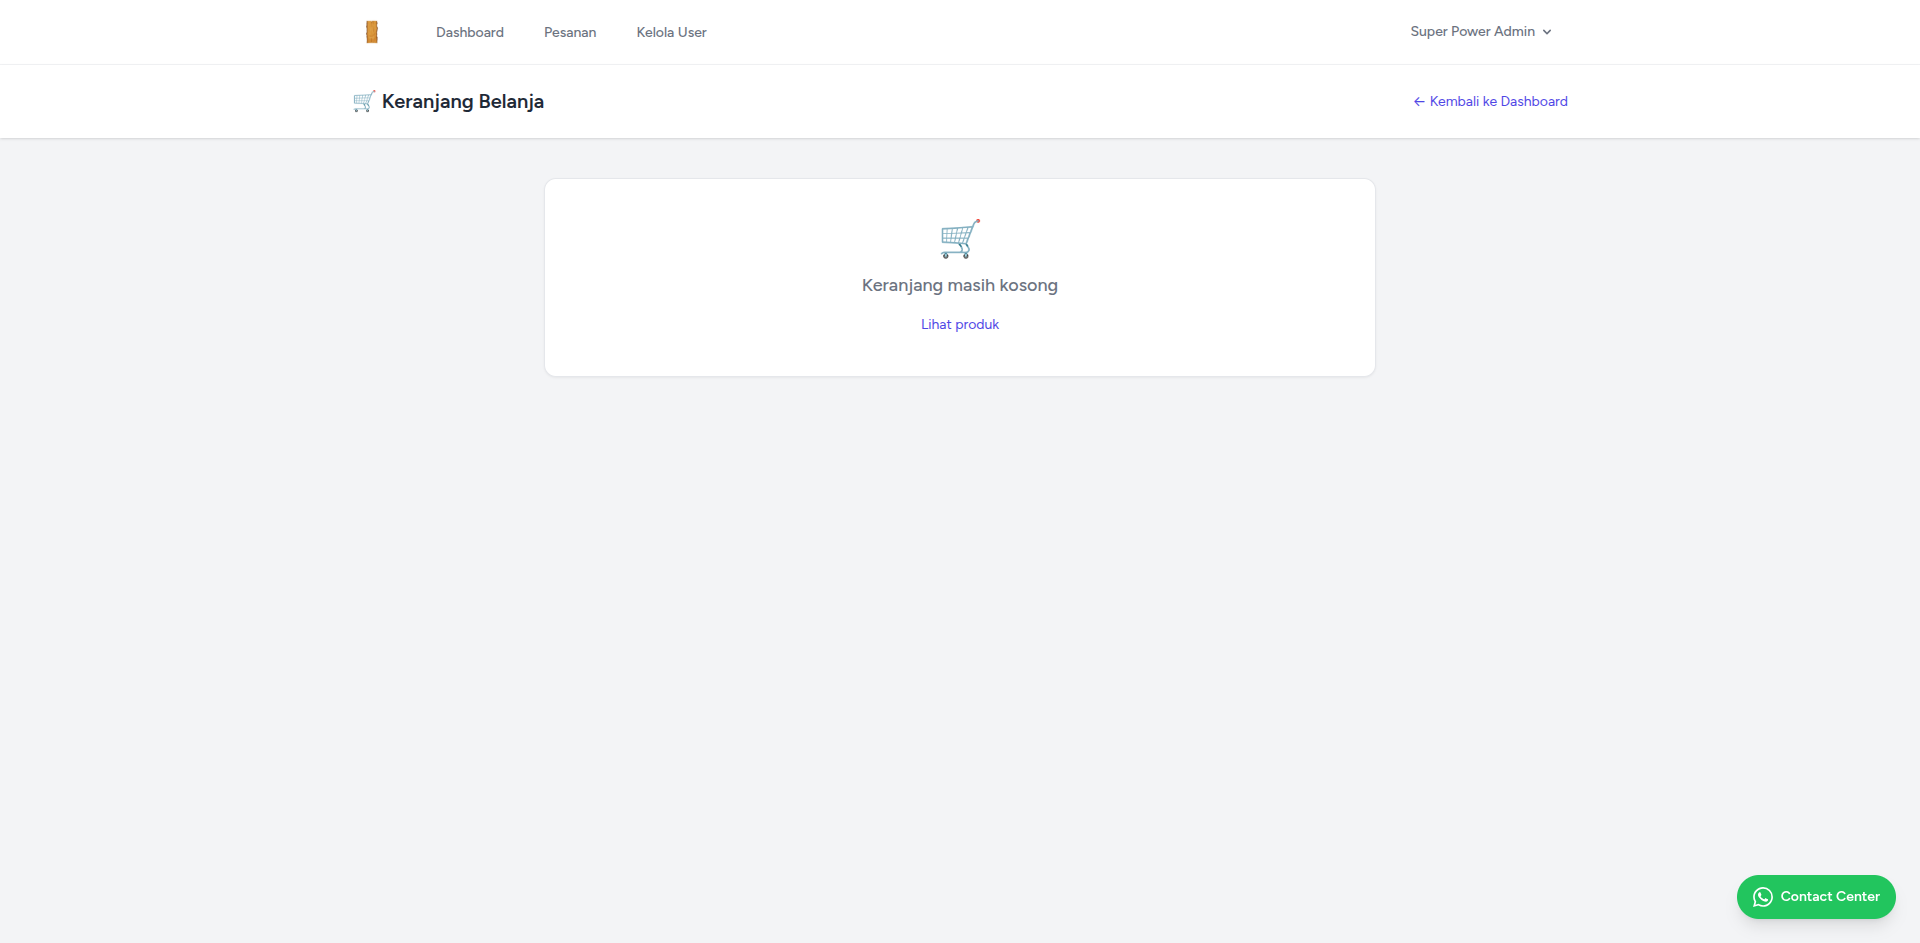 Dashboard Pesanan Kelola User Super Power Admin
🛒 Keranjang Belanja ← Kembali ke Dashboard
Keranjang masih kosong
Lihat produk
Contact Center